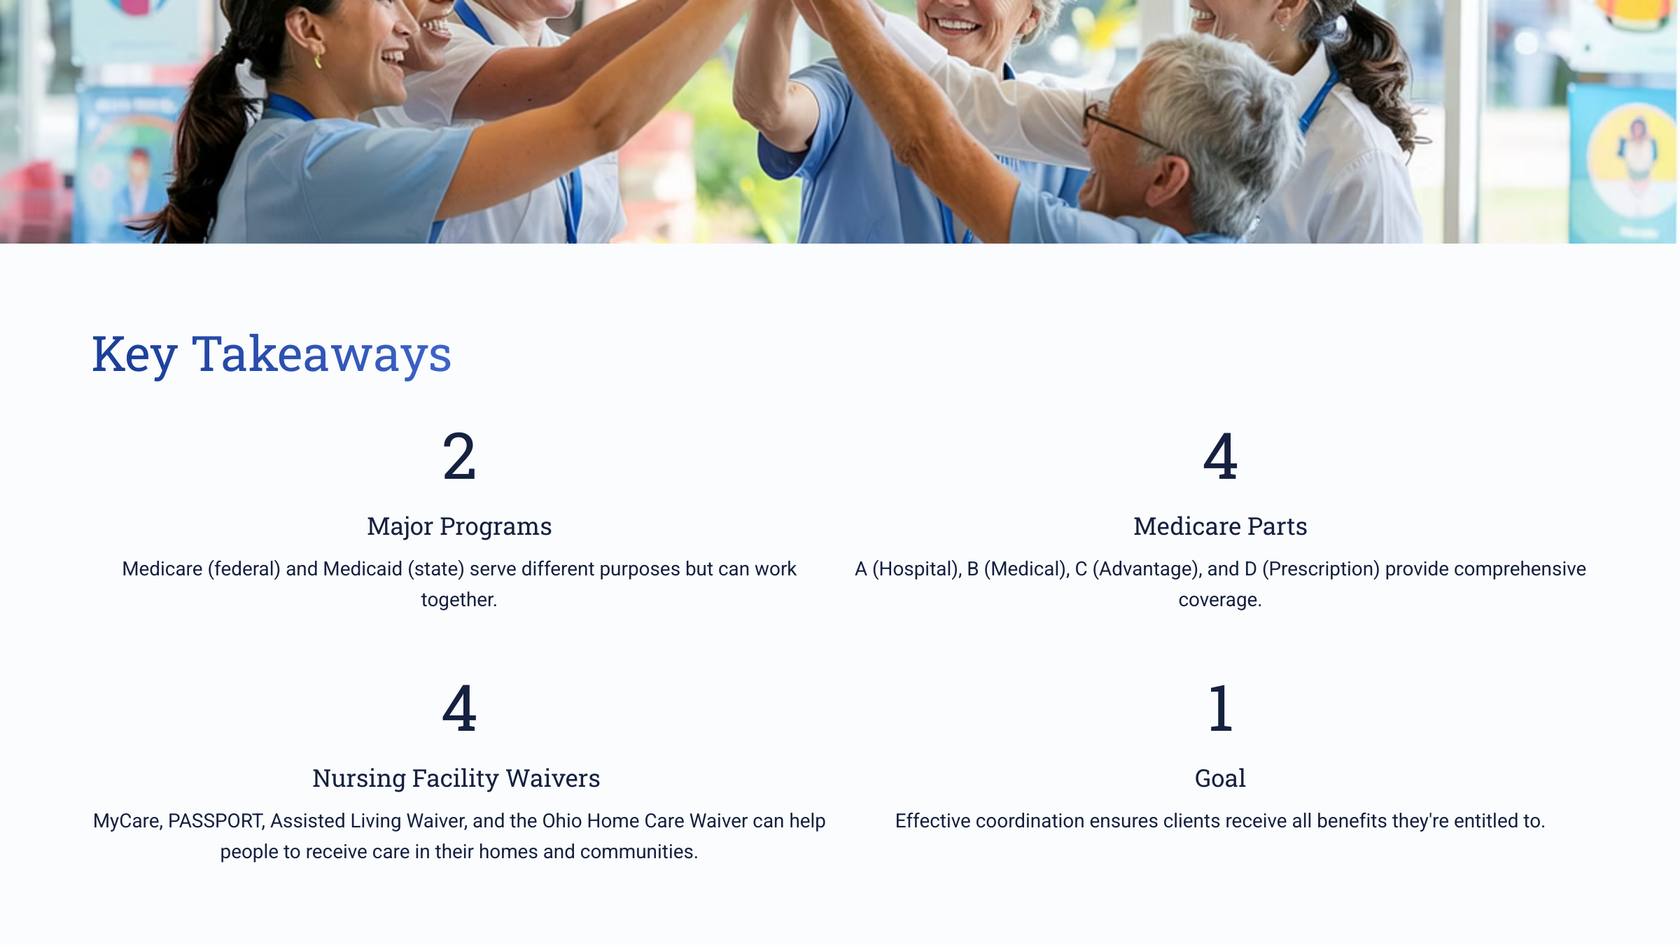 Key Takeaways
2
Major Programs
Medicare (federal) and Medicaid (state) serve different purposes but can work
together.
4
Medicare Parts
A (Hospital), B (Medical), C (Advantage), and D (Prescription) provide comprehensive
coverage.
4
Nursing Facility Waivers
MyCare, PASSPORT, Assisted Living Waiver, and the Ohio Home Care Waiver can help
people to receive care in their homes and communities.
1
Goal
Effective coordination ensures clients receive all benefits they're entitled to.